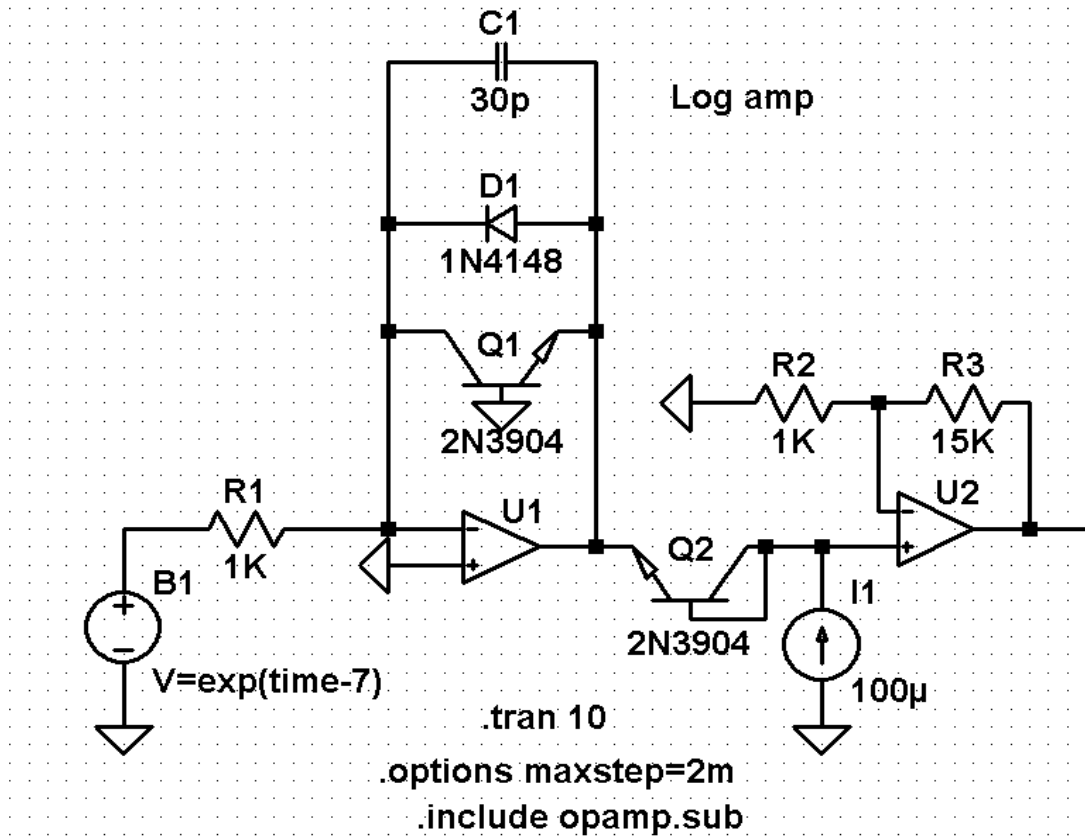 C1
30p
Log amp
D1
1N4148
Q1
2N3904
R2
1K
R3
15K
R1
1K
U1
U2
B1
V=exp(time-7)
Q2
2N3904
I1
100µ
.tran 10
.options maxstep=2m
.include opamp.sub